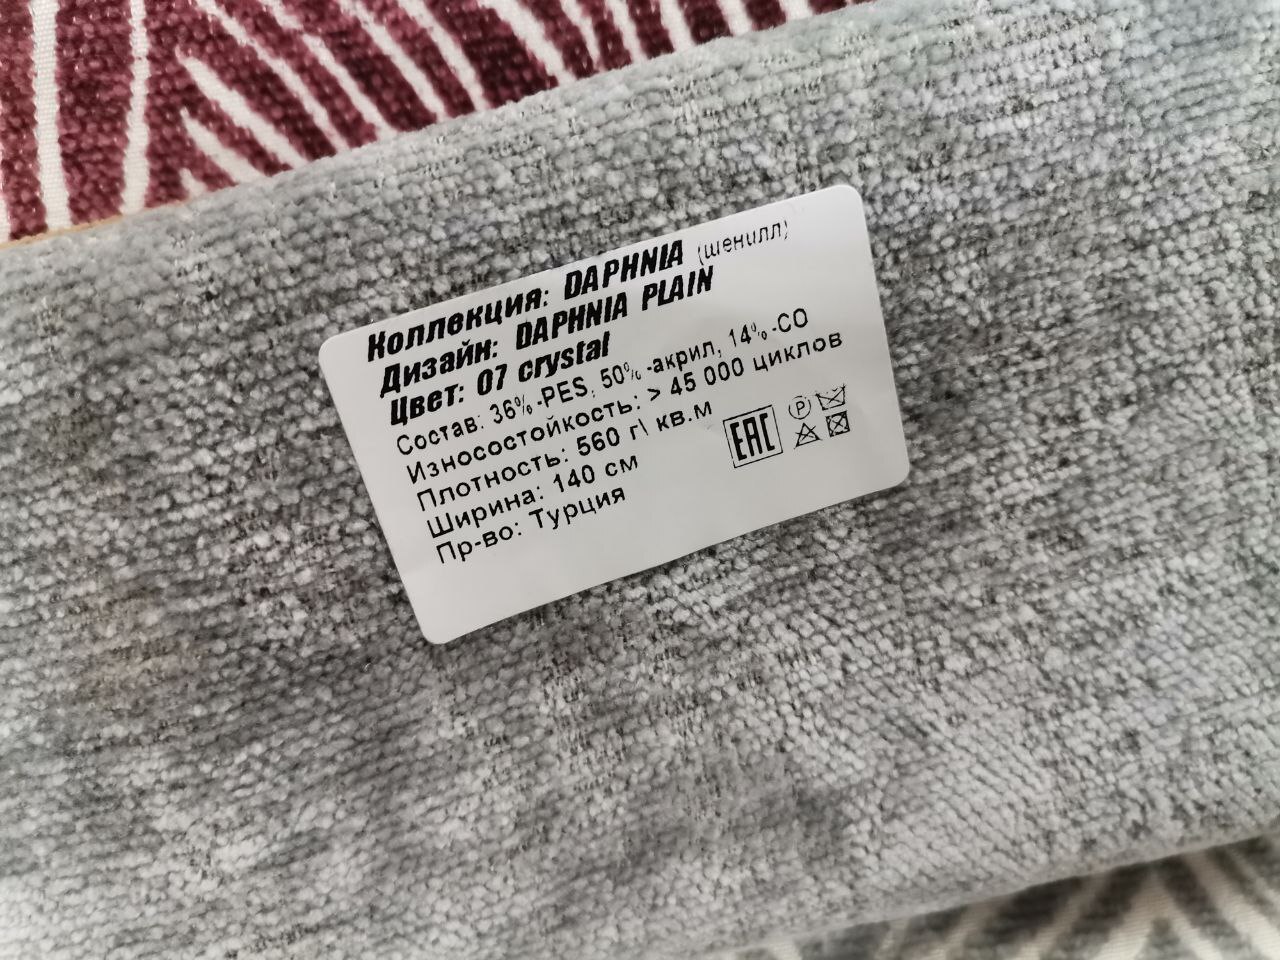 Коллекция: DAPHNIA (шенилл)
Дизайн: DAPHNIA PLAIN
Цвет: 07 crystal
Состав: 36%-PES, 50%-акрил, 14%-CO
Износостойкость: > 45 000 циклов
Плотность: 560 г\ кв.м
Ширина: 140 см
Пр-во: Турция
EAC
P